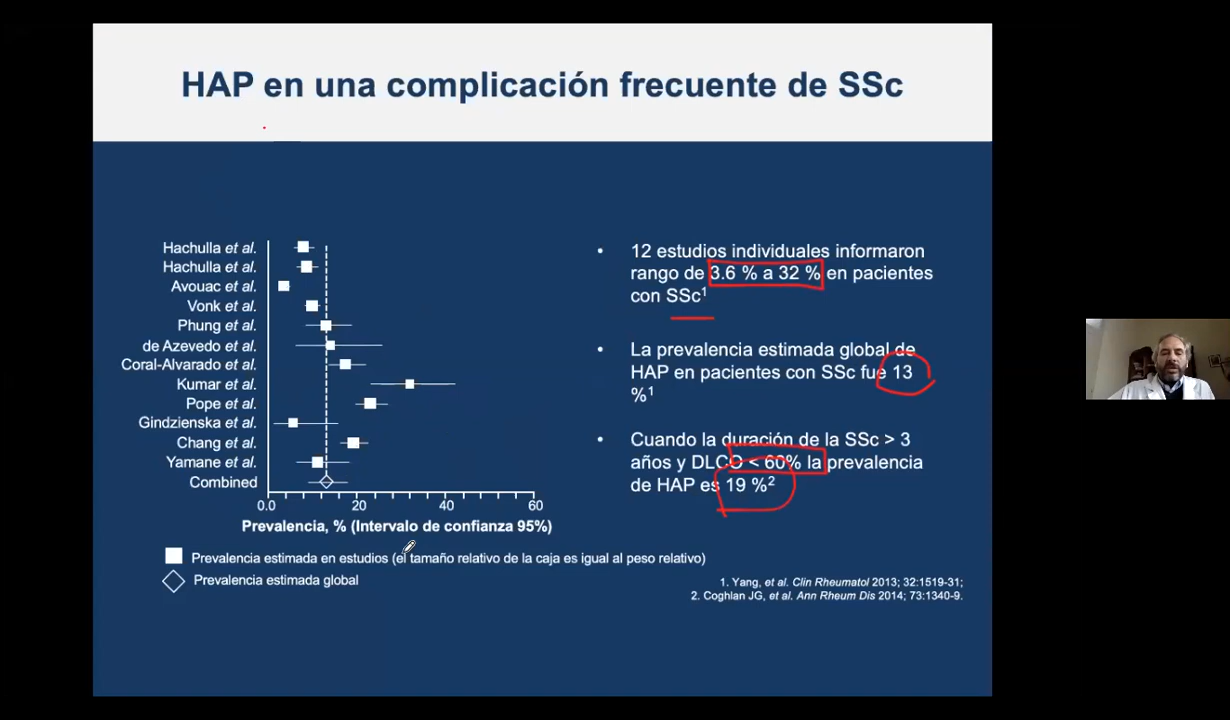 HAP en una complicación frecuente de SSc
Hachulla et al.
Hachulla et al.
Avouac et al.
Vonk et al.
Phung et al.
de Azevedo et al.
Coral-Alvarado et al.
Kumar et al.
Pope et al.
Gindzienska et al.
Chang et al.
Yamane et al.
Combined
0.0 20 40 60
Prevalencia, % (Intervalo de confianza 95%)
Prevalencia estimada en estudios (el tamaño relativo de la caja es igual al peso relativo)
Prevalencia estimada global
• 12 estudios individuales informaron
rango de 3.6 % a 32 % en pacientes
con SSc¹
• La prevalencia estimada global de
HAP en pacientes con SSc fue 13
%¹
• Cuando la duración de la SSc > 3
años y DLCO < 60% la prevalencia
de HAP es 19 %²
1. Yang, et al. Clin Rheumatol 2013; 32:1519-31;
2. Coghlan JG, et al. Ann Rheum Dis 2014; 73:1340-9.